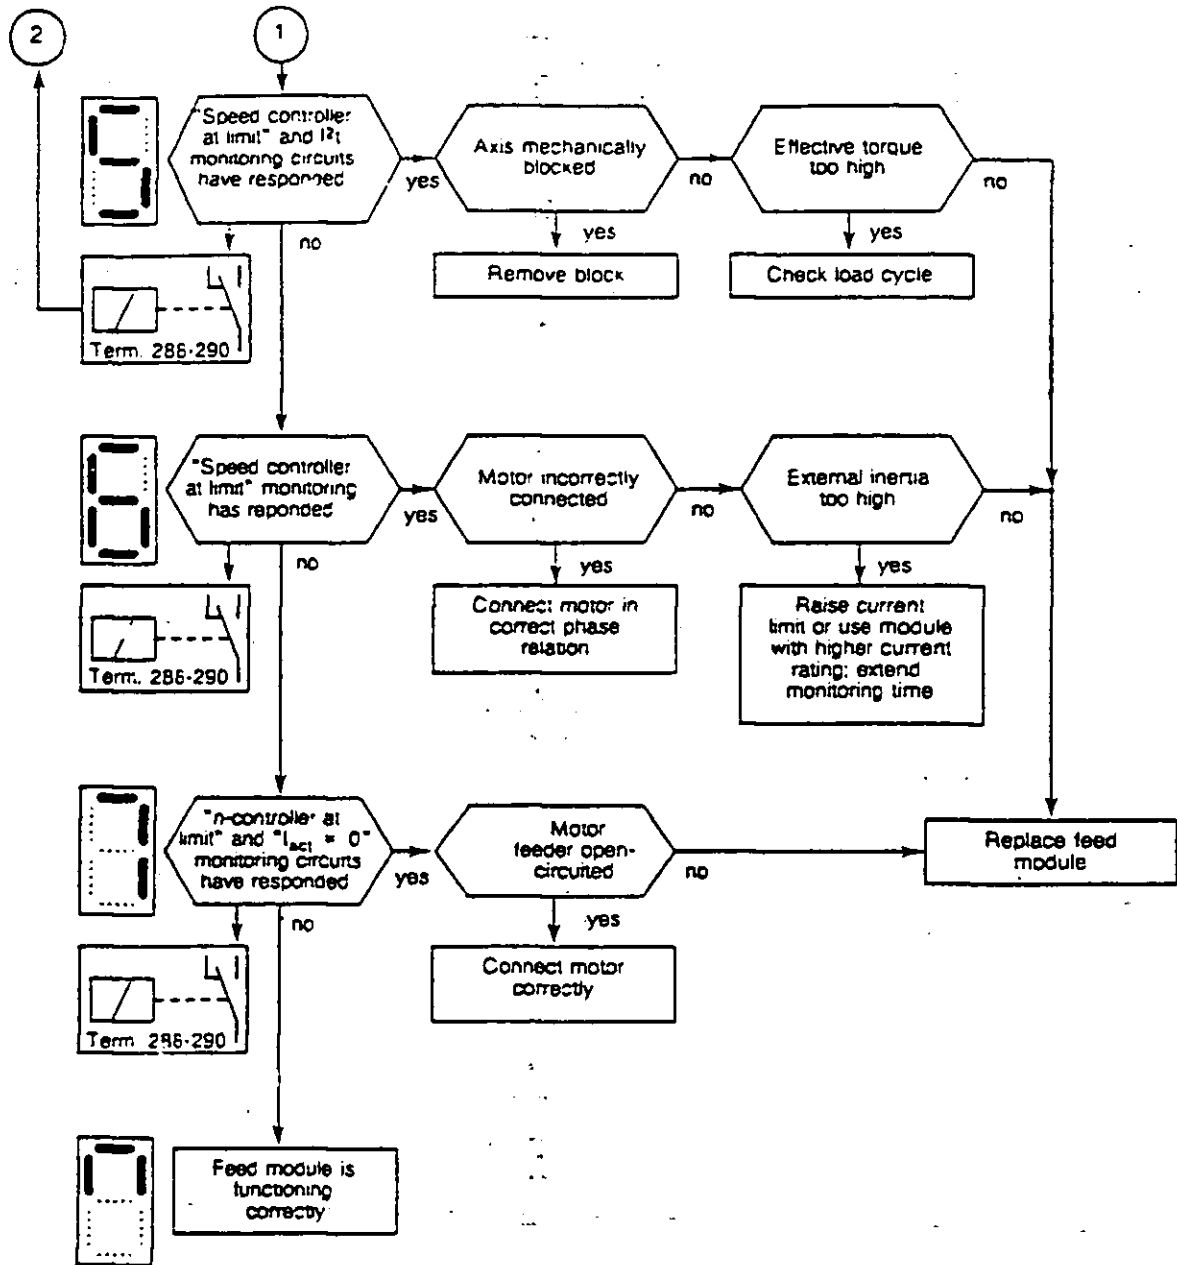 2
1
"Speed controller
at limit" and I²t
monitoring circuits
have responded
yes
no
Axis mechanically
blocked
no
yes
Remove block
Effective torque
too high
no
yes
Check load cycle
Term. 286-290
"Speed controller
at limit" monitoring
has reponded
yes
no
Motor incorrectly
connected
no
yes
Connect motor in
correct phase
relation
External inertia
too high
no
yes
Raise current
limit or use module
with higher current
rating; extend
monitoring time
Term. 286-290
"n-controller at
limit" and "Iact = 0"
monitoring circuits
have responded
yes
no
Motor
feeder open-
circuited
no
yes
Connect motor
correctly
Replace feed
module
Term. 286-290
Feed module is
functioning
correctly